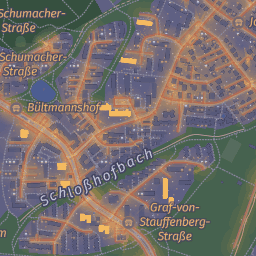 Schumacher-
Straße
Schumacher-
Straße
Bültmannshof
Schloßhofbach
Graf-von-
Stauffenberg-
Straße